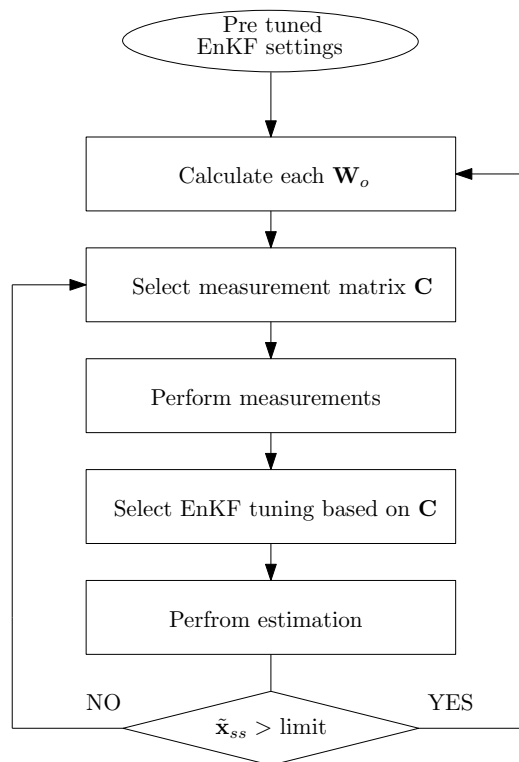 Pre tuned
EnKF settings
Calculate each W_o
Select measurement matrix C
Perform measurements
Select EnKF tuning based on C
Perfrom estimation
NO
YES
x̃_ss > limit